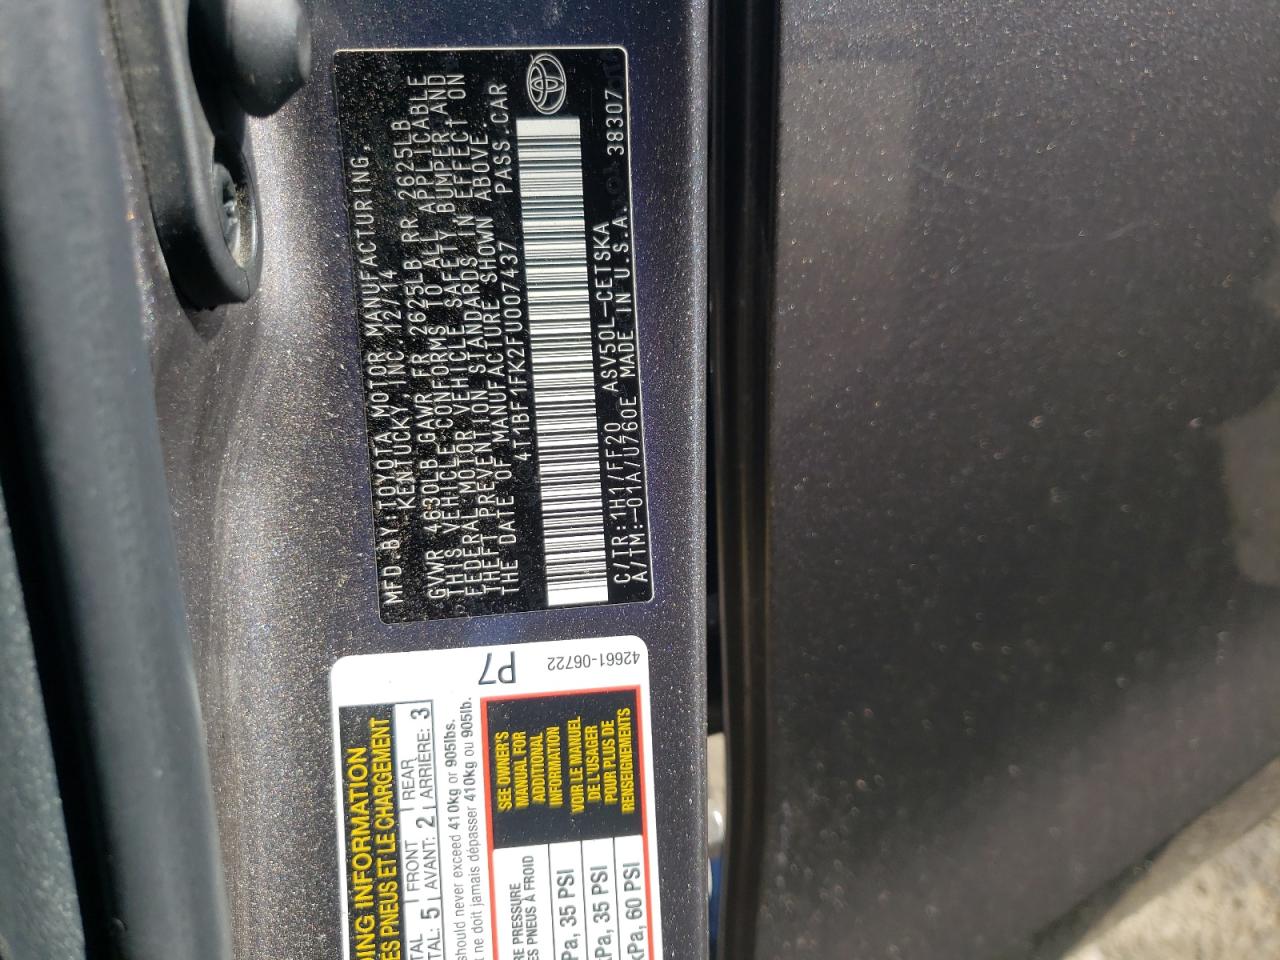 MFD. BY TOYOTA MOTOR MANUFACTURING,
KENTUCKY INC. 12/14
GVWR 4630LB GAWR FR 2625LB RR 2625LB
THIS VEHICLE CONFORMS TO ALL APPLICABLE
FEDERAL MOTOR VEHICLE SAFETY BUMPER AND
THEFT PREVENTION STANDARDS IN EFFECT ON
THE DATE OF MANUFACTURE SHOWN ABOVE.
4T1BF1FK2FU007437 PASS.CAR
C/TR:1H1/FF20 ASV50L-CETSKA
A/TM:-01A/U760E MADE IN U.S.A. 38307
DING INFORMATION
ES PNEUS ET LE CHARGEMENT
TAL FRONT REAR
TAL: 5 AVANT: 2 ARRIÈRE: 3
should never exceed 410kg or 905lbs.
t ne doit jamais dépasser 410kg ou 905lb.
P7
42661-06722
RE PRESSURE
ES PNEUS À FROID
Pa, 35 PSI
kPa, 35 PSI
kPa, 60 PSI
SEE OWNER'S
MANUAL FOR
ADDITIONAL
INFORMATION
VOIR LE MANUEL
DE L'USAGER
POUR PLUS DE
RENSEIGNEMENTS